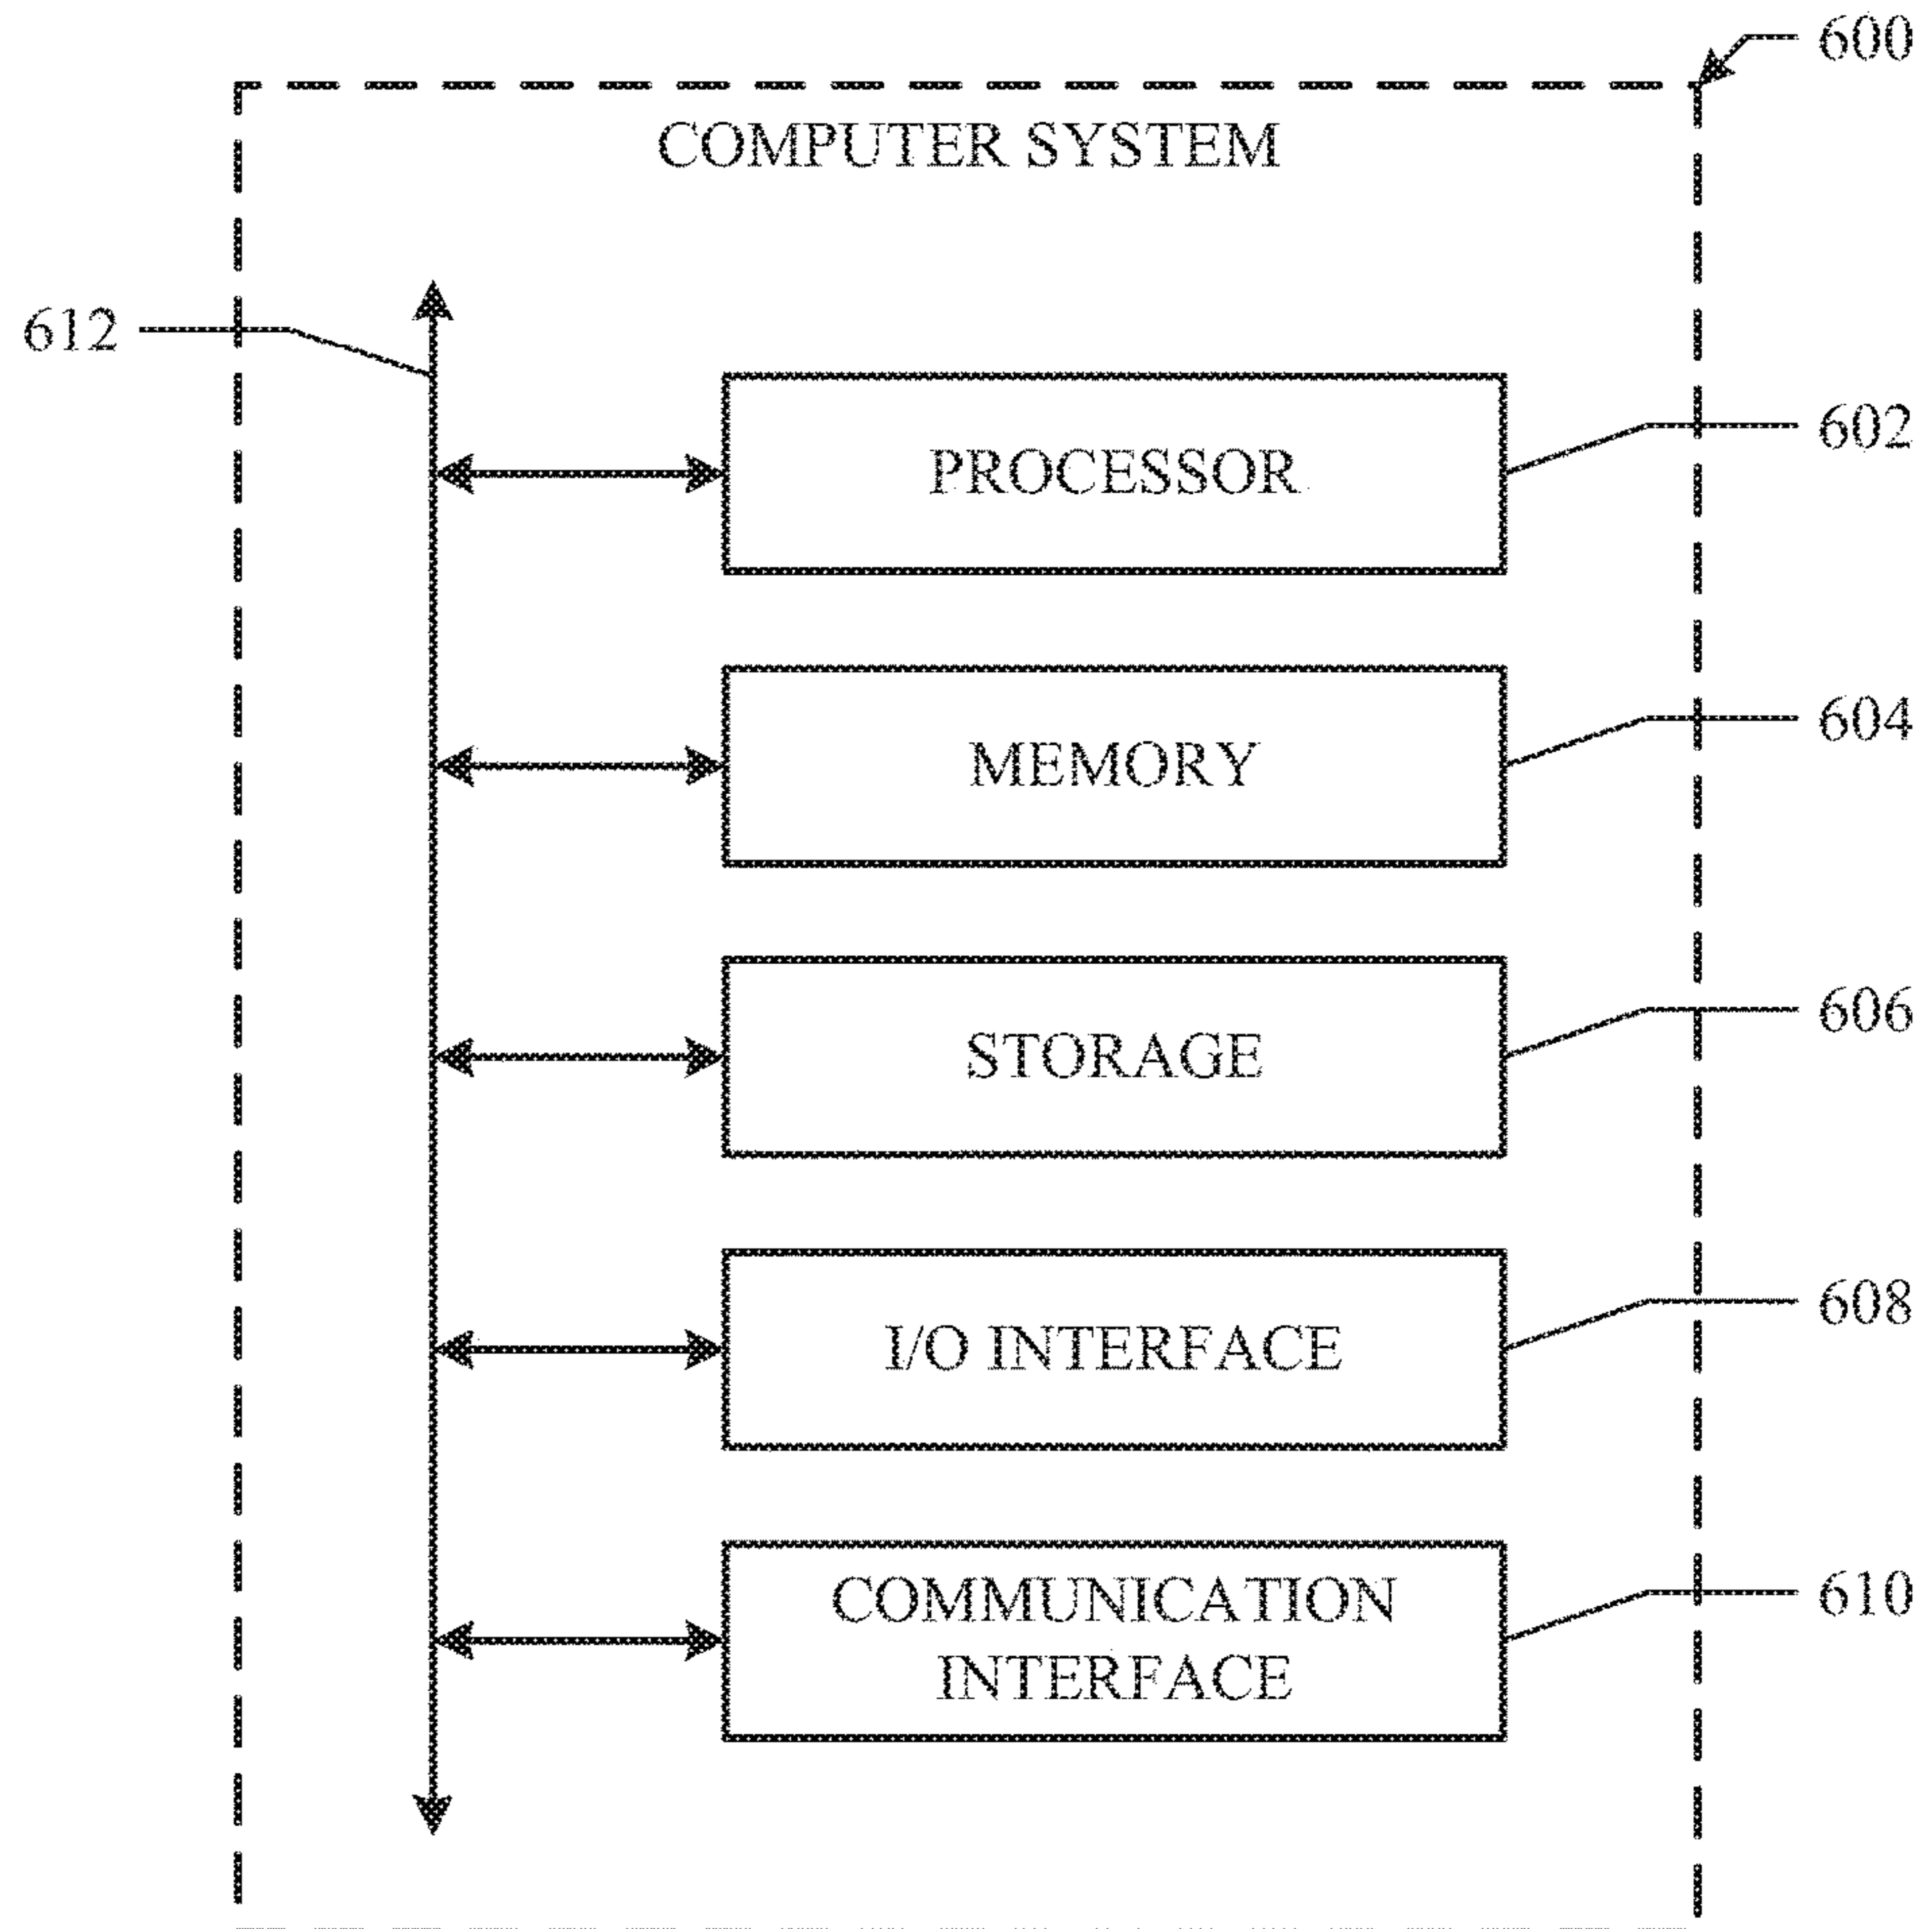 600
COMPUTER SYSTEM
612
PROCESSOR
602
MEMORY
604
STORAGE
606
I/O INTERFACE
608
COMMUNICATION
INTERFACE
610